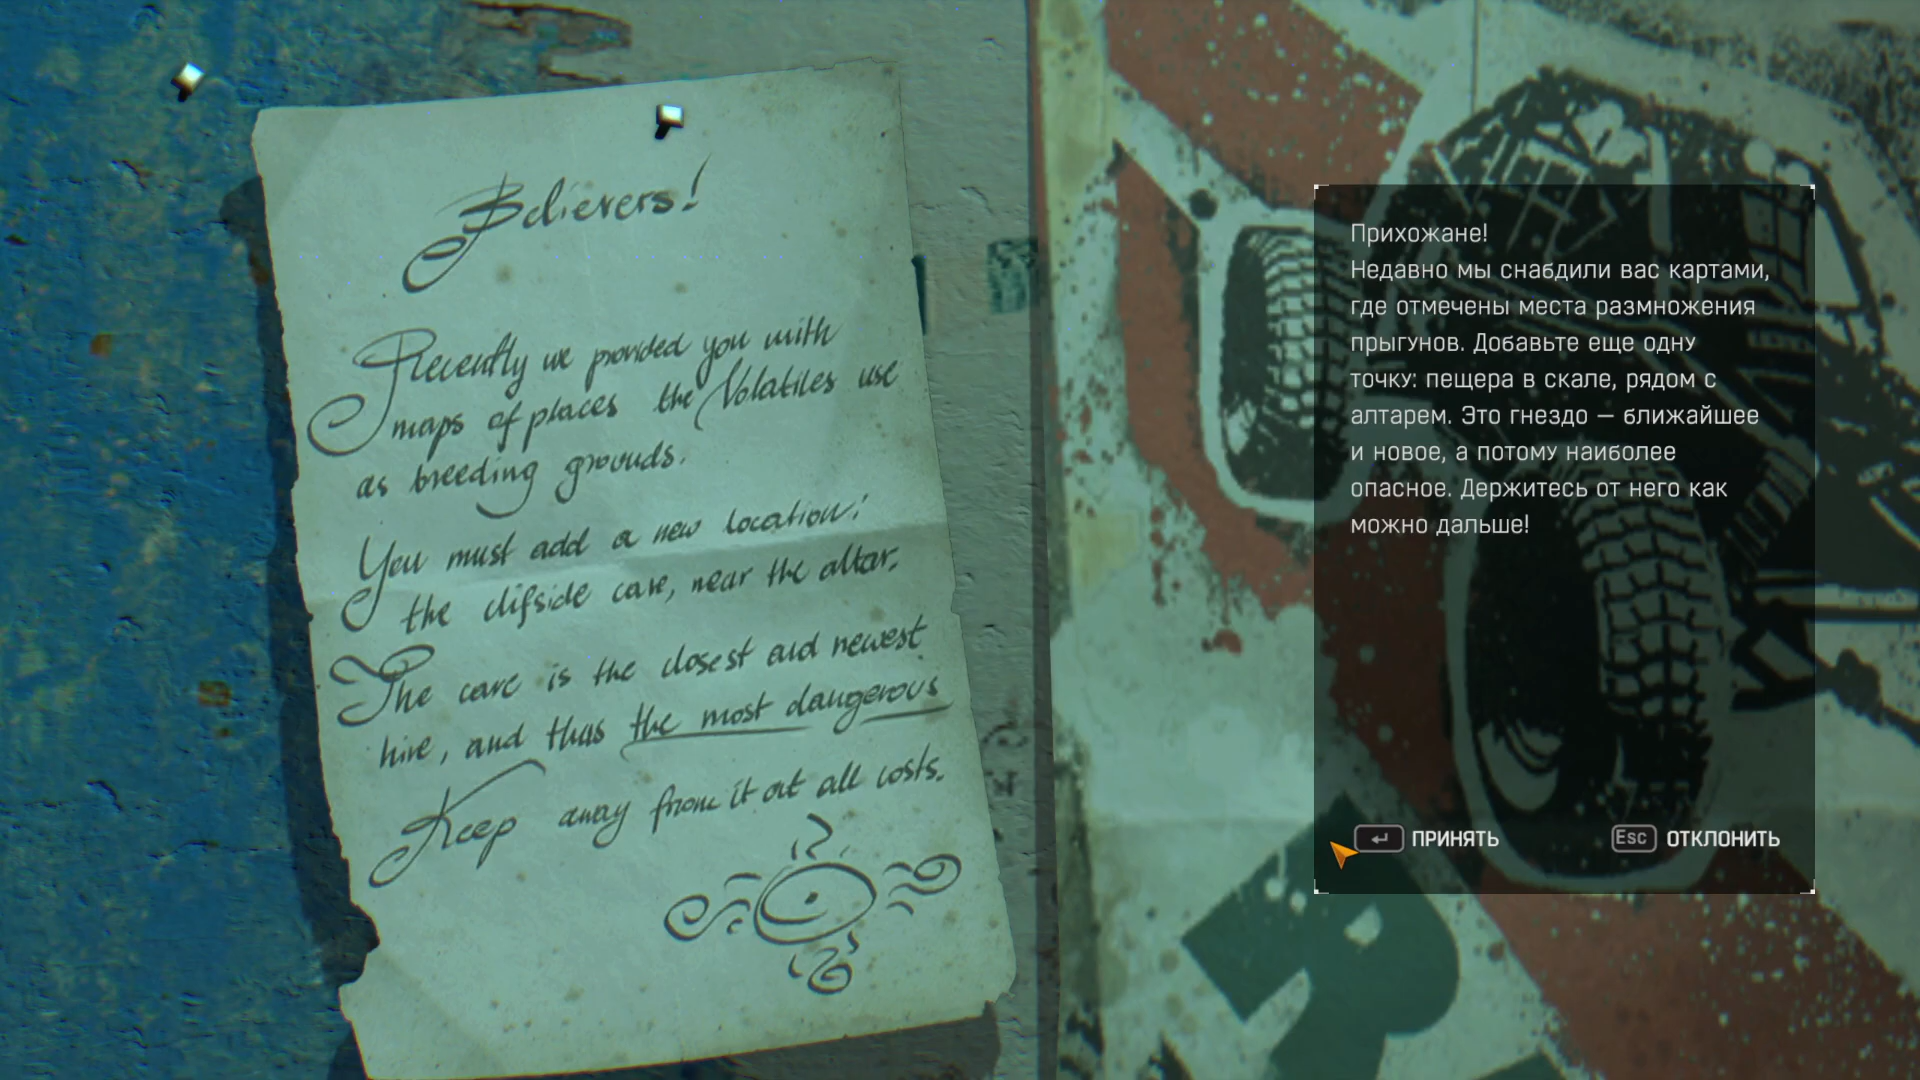 Believers!
Recently we provided you with
maps of places the Volatiles use
as breeding grounds.
You must add a new location:
the clifside cave, near the altar.
The cave is the closest and newest
hive, and thus the most dangerous
Keep away from it at all costs.
Прихожане!
Недавно мы снабдили вас картами,
где отмечены места размножения
прыгунов. Добавьте еще одну
точку: пещера в скале, рядом с
алтарем. Это гнездо — ближайшее
и новое, а потому наиболее
опасное. Держитесь от него как
можно дальше!
ПРИНЯТЬ
Esc ОТКЛОНИТЬ